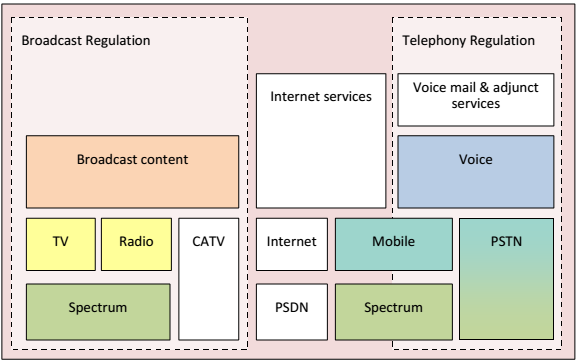 Broadcast Regulation
Telephony Regulation
Internet services
Voice mail & adjunct
services
Broadcast content
Voice
TV
Radio
CATV
Internet
Mobile
PSTN
Spectrum
PSDN
Spectrum